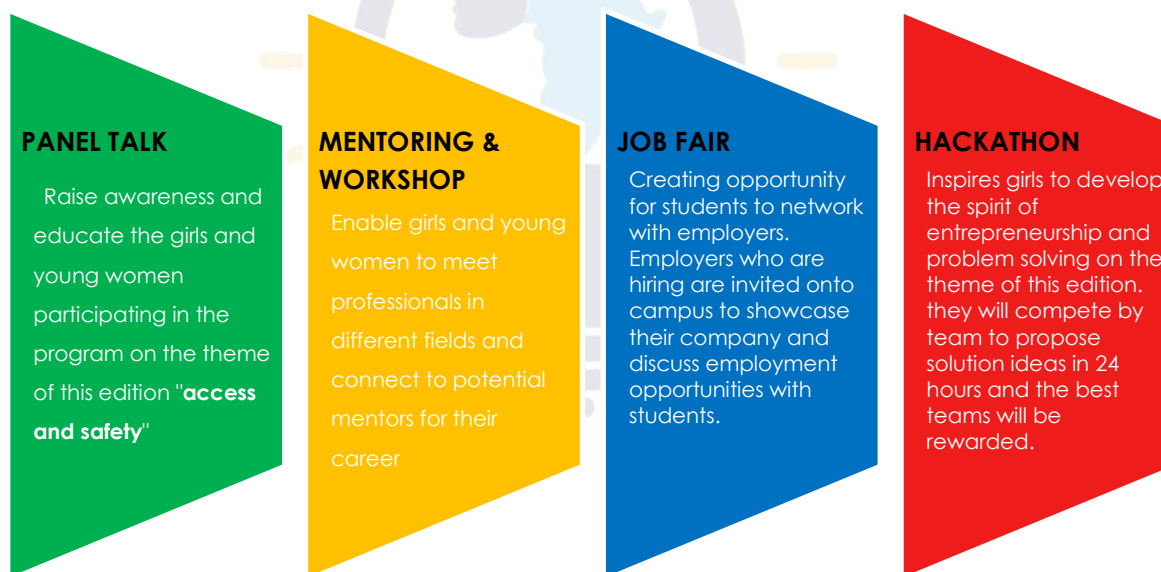 PANEL TALK
Raise awareness and
educate the girls and
young women
participating in the
program on the theme
of this edition "access
and safety"
MENTORING &
WORKSHOP
Enable girls and young
women to meet
professionals in
different fields and
connect to potential
mentors for their
career
JOB FAIR
Creating opportunity
for students to network
with employers.
Employers who are
hiring are invited onto
campus to showcase
their company and
discuss employment
opportunities with
students.
HACKATHON
Inspires girls to develop
the spirit of
entrepreneurship and
problem solving on the
theme of this edition.
they will compete by
team to propose
solution ideas in 24
hours and the best
teams will be
rewarded.